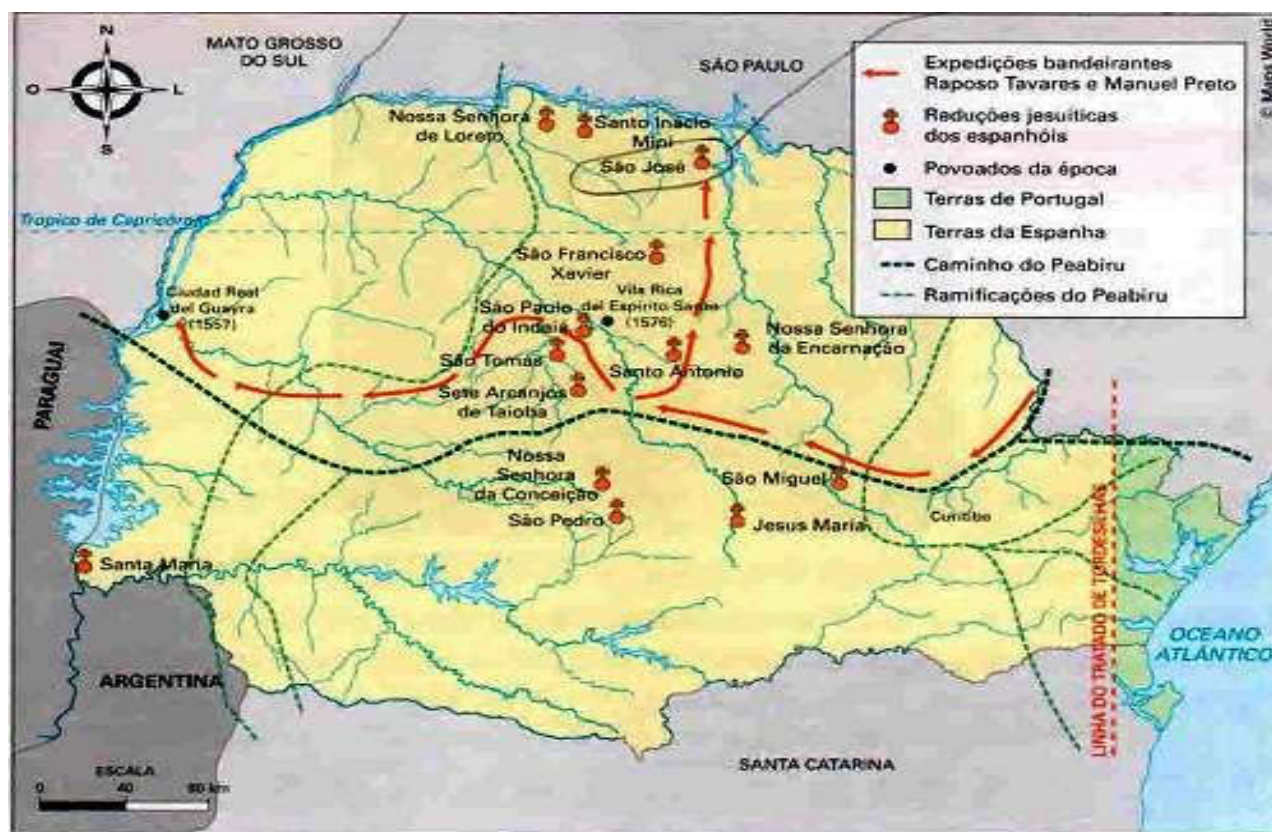 N
O
L
S
MATO GROSSO
DO SUL
SÃO PAULO
© Maps World
Expedições bandeirantes
Raposo Tavares e Manuel Preto
Reduções jesuíticas
dos espanhóis
Povoados da época
Terras de Portugal
Terras da Espanha
Caminho do Peabiru
Ramificações do Peabiru
Nossa Senhora
de Loreto
Santo Inácio
Mini
São José
Tropico de Capricórnio
São Francisco
Xavier
Ciudad Real
del Guayra
(1557)
Vila Rica
del Espírito Santo
(1576)
São Paulo
do Indaiá
São Tomás
Santo Antonio
Nossa Senhora
da Encarnação
Sete Arcanjos
de Taioba
PARAGUAI
Nossa
Senhora
da Conceição
São Miguel
São Pedro
Jesus Maria
Curitiba
Santa Maria
LINHA DO TRATADO DE TORDESILHAS
OCEANO
ATLÂNTICO
ARGENTINA
SANTA CATARINA
ESCALA
0 40 80 km